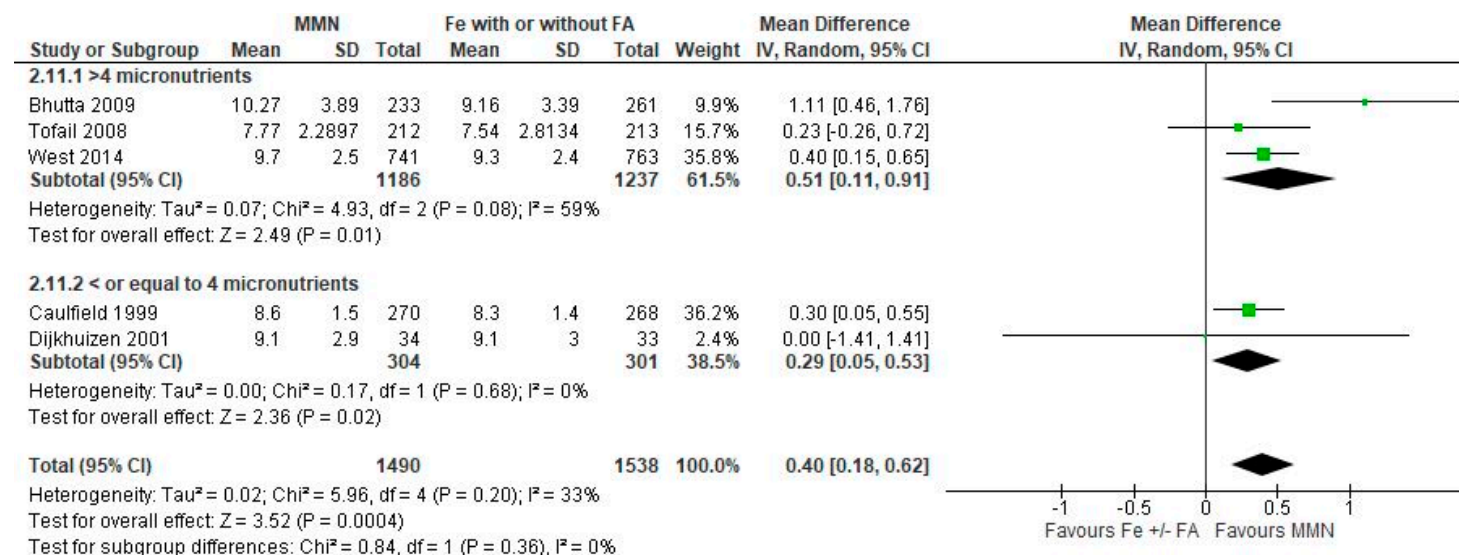 MMN Fe with or without FA Mean Difference Mean Difference
Study or Subgroup Mean SD Total Mean SD Total Weight IV, Random, 95% CI IV, Random, 95% CI
2.11.1 >4 micronutrients
Bhutta 2009 10.27 3.89 233 9.16 3.39 261 9.9% 1.11 [0.46, 1.76]
Tofail 2008 7.77 2.2897 212 7.54 2.8134 213 15.7% 0.23 [-0.26, 0.72]
West 2014 9.7 2.5 741 9.3 2.4 763 35.8% 0.40 [0.15, 0.65]
Subtotal (95% CI) 1186 1237 61.5% 0.51 [0.11, 0.91]
Heterogeneity: Tau² = 0.07; Chi² = 4.93, df = 2 (P = 0.08); I² = 59%
Test for overall effect: Z = 2.49 (P = 0.01)
2.11.2 < or equal to 4 micronutrients
Caulfield 1999 8.6 1.5 270 8.3 1.4 268 36.2% 0.30 [0.05, 0.55]
Dijkhuizen 2001 9.1 2.9 34 9.1 3 33 2.4% 0.00 [-1.41, 1.41]
Subtotal (95% CI) 304 301 38.5% 0.29 [0.05, 0.53]
Heterogeneity: Tau² = 0.00; Chi² = 0.17, df = 1 (P = 0.68); I² = 0%
Test for overall effect: Z = 2.36 (P = 0.02)
Total (95% CI) 1490 1538 100.0% 0.40 [0.18, 0.62]
Heterogeneity: Tau² = 0.02; Chi² = 5.96, df = 4 (P = 0.20); I² = 33%
Test for overall effect: Z = 3.52 (P = 0.0004)
Test for subgroup differences: Chi² = 0.84, df = 1 (P = 0.36), I² = 0%
-1 -0.5 0 0.5 1
Favours Fe +/- FA Favours MMN